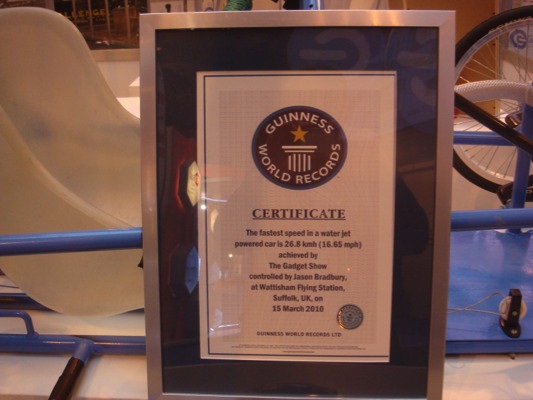 GUINNESS
WORLD RECORDS
CERTIFICATE
The fastest speed in a water jet
powered car is 26.8 kmh (16.65 mph)
achieved by
The Gadget Show
controlled by Jason Bradbury,
at Wattisham Flying Station,
Suffolk, UK, on
15 March 2010
GUINNESS WORLD RECORDS LTD